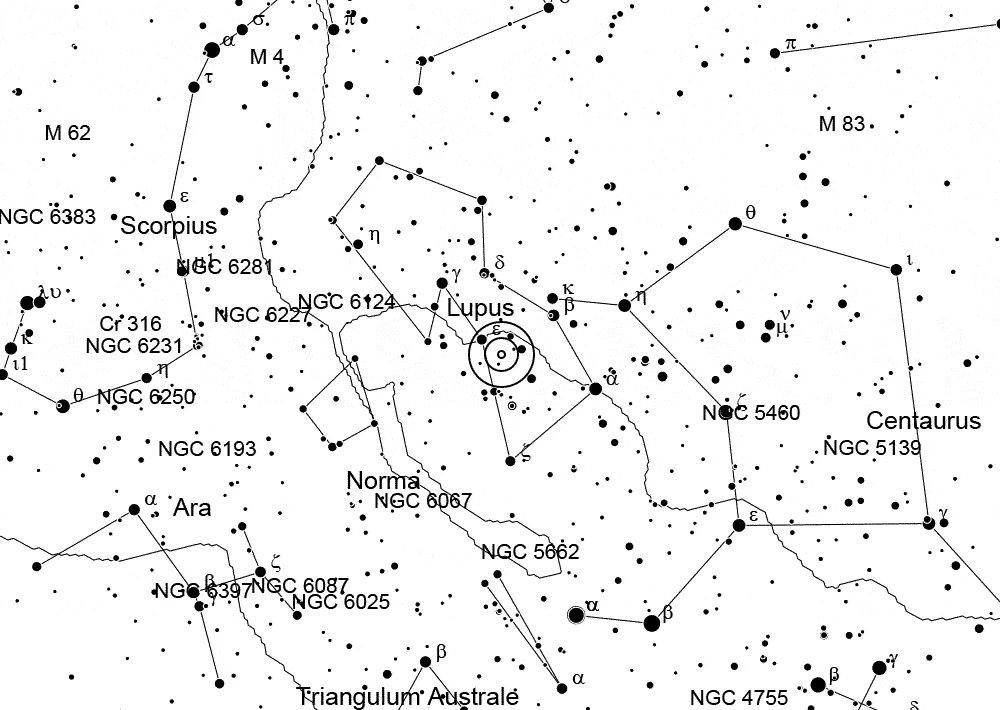 σ
π
α
M 4
π
τ
M 62
M 83
ε
NGC 6383
Scorpius
θ
η
μ1
NGC 6281
δ
γ
ι
λυ
κ
β
η
NGC 6124
Lupus
NGC 6227
Cr 316
ν
μ
ε
κ
NGC 6231
ζ
ι1
η
α
θ
NGC 6250
ζ
NGC 5460
Centaurus
NGC 6193
NGC 5139
ζ
Norma
NGC 6067
α
Ara
ε
γ
NGC 5662
ζ
β
NGC 6397
NGC 6087
γ
NGC 6025
α
β
β
α
γ
β
Triangulum Australe
NGC 4755
δ